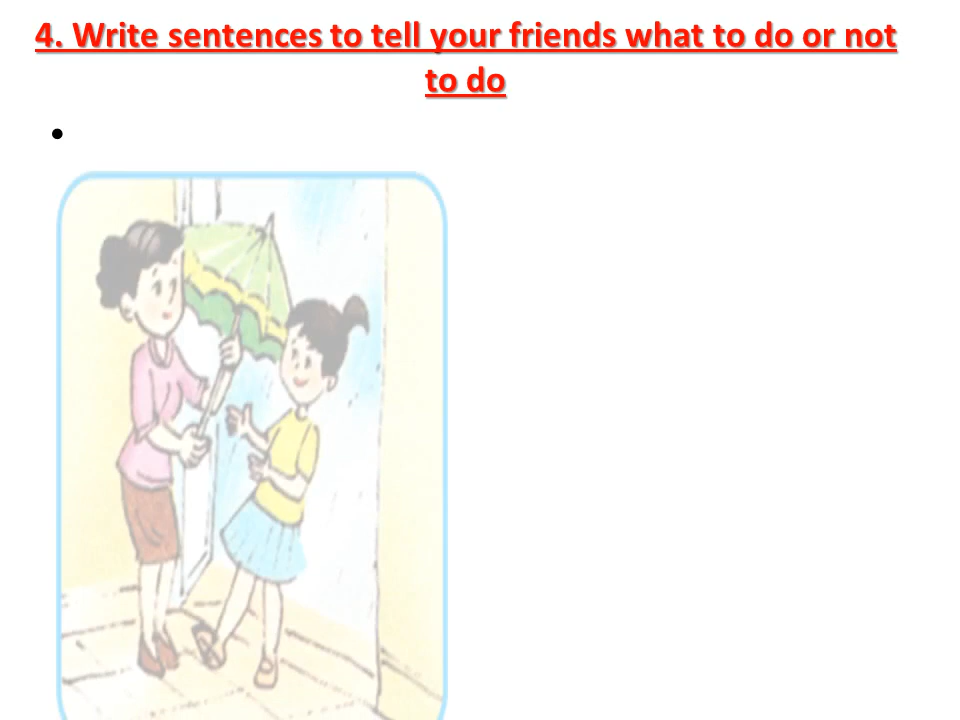 4. Write sentences to tell your friends what to do or not
to do